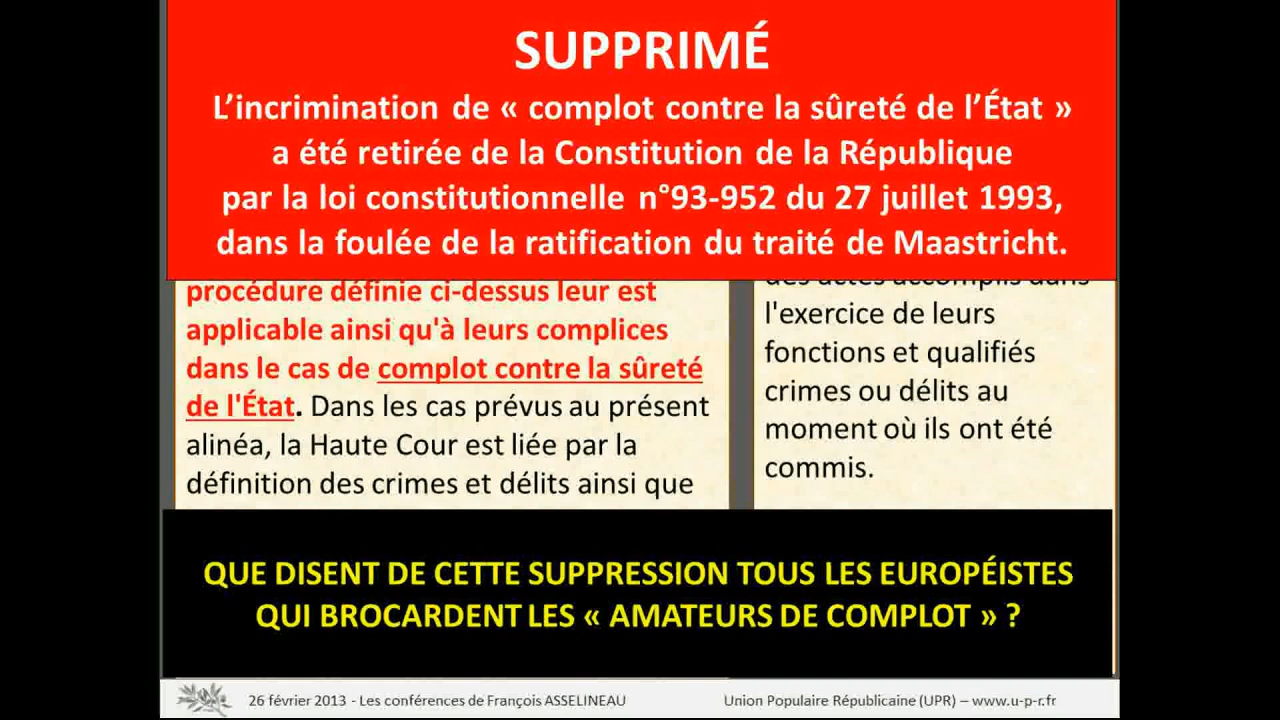 SUPPRIMÉ
L'incrimination de « complot contre la sûreté de l'État »
a été retirée de la Constitution de la République
par la loi constitutionnelle n°93-952 du 27 juillet 1993,
dans la foulée de la ratification du traité de Maastricht.
procédure définie ci-dessus leur est
applicable ainsi qu'à leurs complices
dans le cas de complot contre la sûreté
de l'État. Dans les cas prévus au présent
alinéa, la Haute Cour est liée par la
définition des crimes et délits ainsi que
des actes accomplis dans
l'exercice de leurs
fonctions et qualifiés
crimes ou délits au
moment où ils ont été
commis.
QUE DISENT DE CETTE SUPPRESSION TOUS LES EUROPÉISTES
QUI BROCARDENT LES « AMATEURS DE COMPLOT » ?
26 février 2013 - Les conférences de François ASSELINEAU
Union Populaire Républicaine (UPR) – www.u-p-r.fr